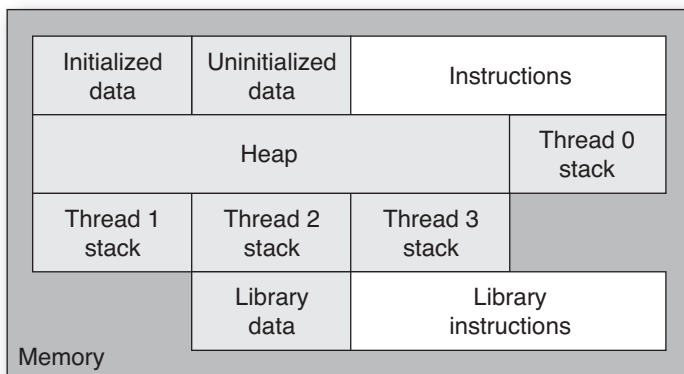 Initialized
data
Uninitialized
data
Instructions
Heap
Thread 0
stack
Thread 1
stack
Thread 2
stack
Thread 3
stack
Library
data
Library
instructions
Memory